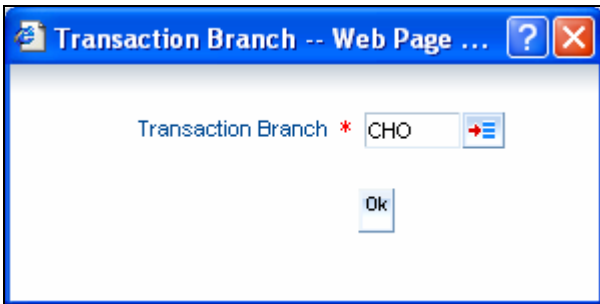 Transaction Branch -- Web Page ... ?
Transaction Branch * CHO
Ok